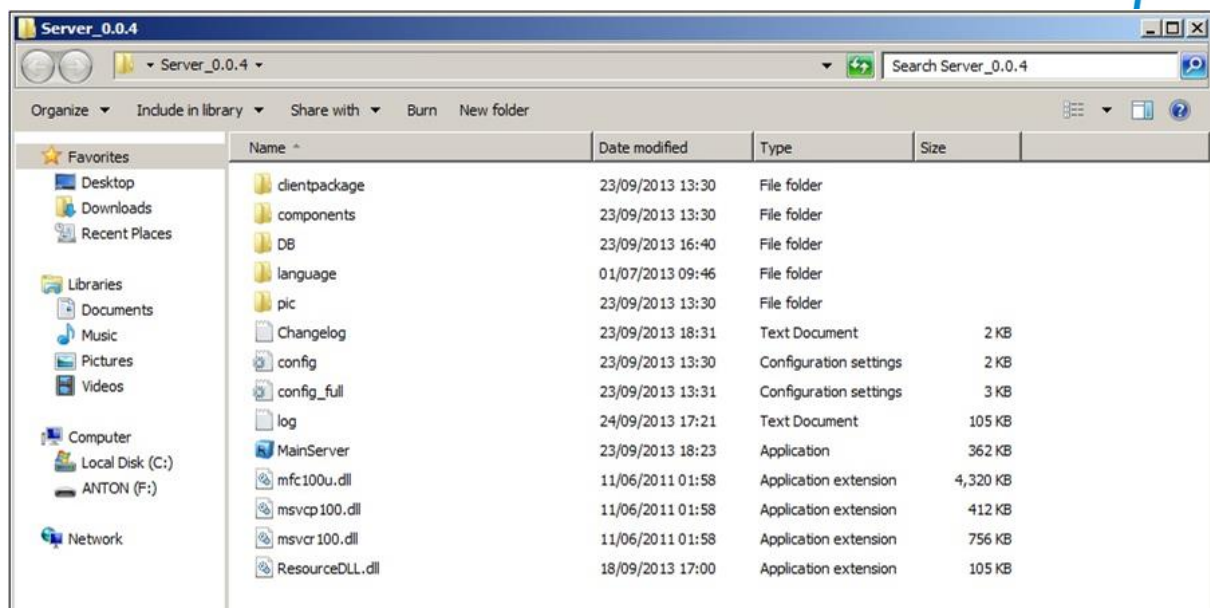 Server_0.0.4
Server_0.0.4
Search Server_0.0.4
Organize Include in library Share with Burn New folder
Name Date modified Type Size
Favorites
Desktop
Downloads
Recent Places
Libraries
Documents
Music
Pictures
Videos
Computer
Local Disk (C:)
ANTON (F:)
Network
clientpackage 23/09/2013 13:30 File folder
components 23/09/2013 13:30 File folder
DB 23/09/2013 16:40 File folder
language 01/07/2013 09:46 File folder
pic 23/09/2013 13:30 File folder
Changelog 23/09/2013 18:31 Text Document 2 KB
config 23/09/2013 13:30 Configuration settings 2 KB
config_full 23/09/2013 13:31 Configuration settings 3 KB
log 24/09/2013 17:21 Text Document 105 KB
MainServer 23/09/2013 18:23 Application 362 KB
mfc100u.dll 11/06/2011 01:58 Application extension 4,320 KB
msvcp100.dll 11/06/2011 01:58 Application extension 412 KB
msvcr100.dll 11/06/2011 01:58 Application extension 756 KB
ResourceDLL.dll 18/09/2013 17:00 Application extension 105 KB